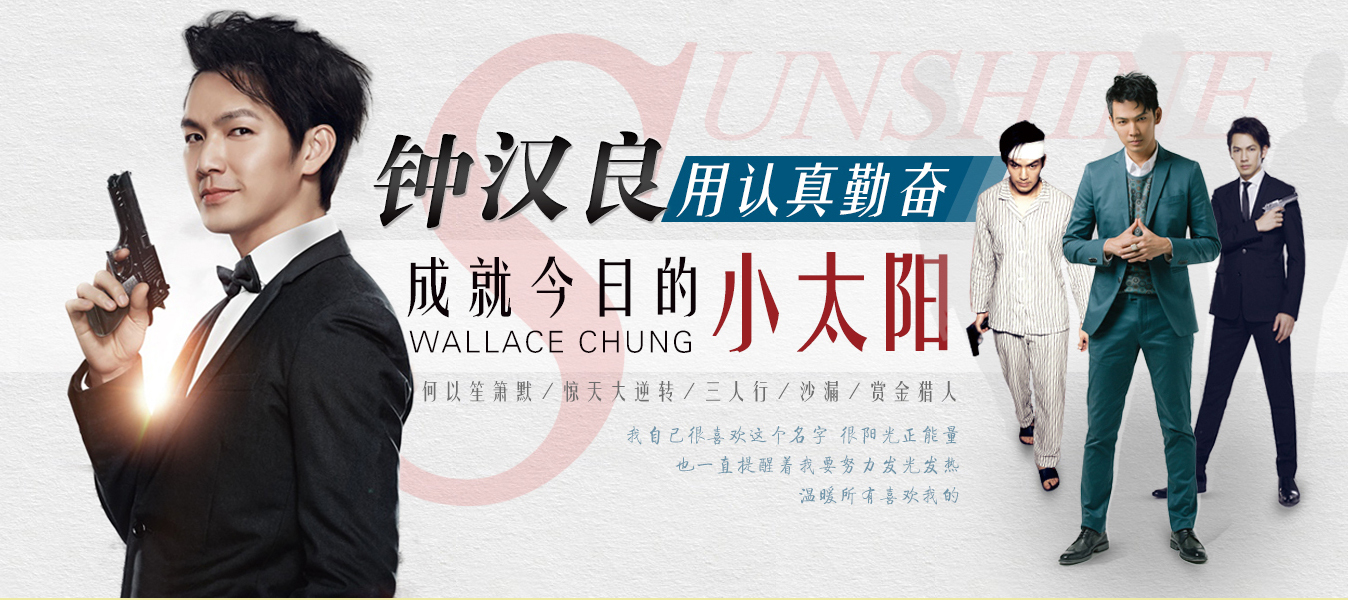 SUNSHINE
钟汉良用认真勤奋
成就今日的小太阳
WALLACE CHUNG
何以笙箫默/惊天大逆转/三人行/沙漏/赏金猎人
我自己很喜欢这个名字 很阳光正能量
也一直提醒着我要努力发光发热
温暖所有喜欢我的